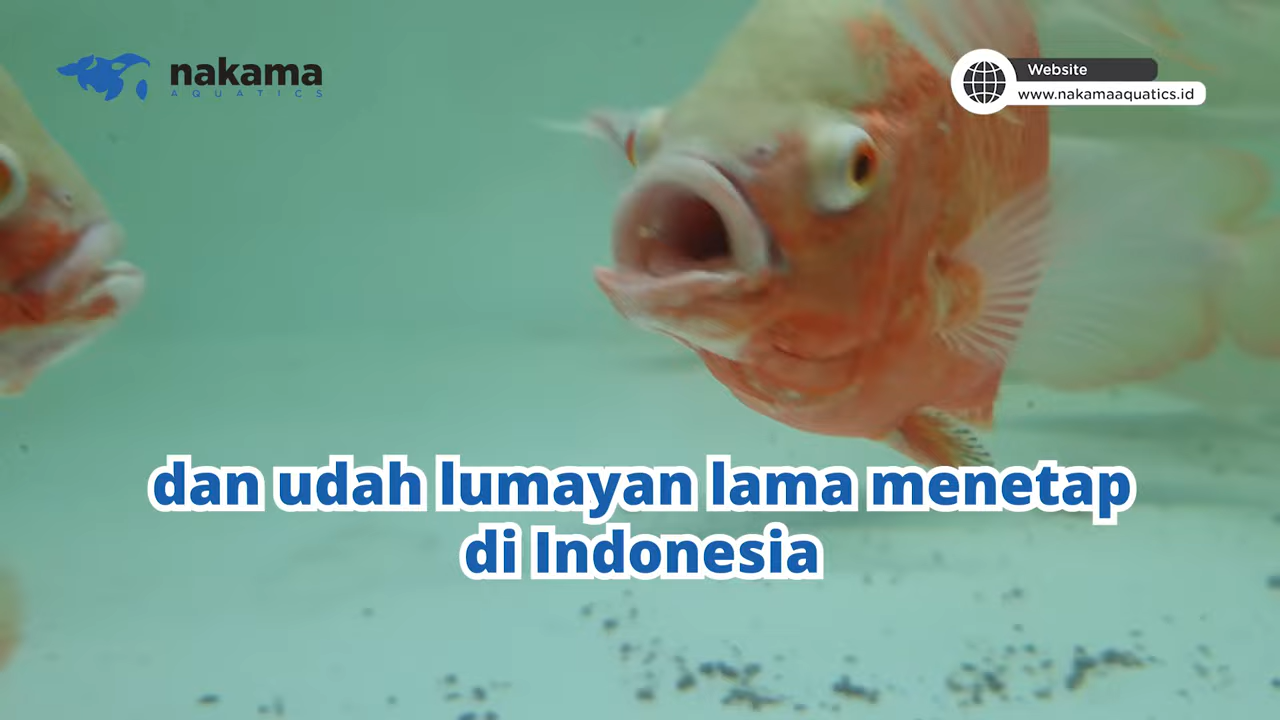 nakama
AQUATICS
Website
www.nakamaaquatics.id
dan udah lumayan lama menetap
di Indonesia